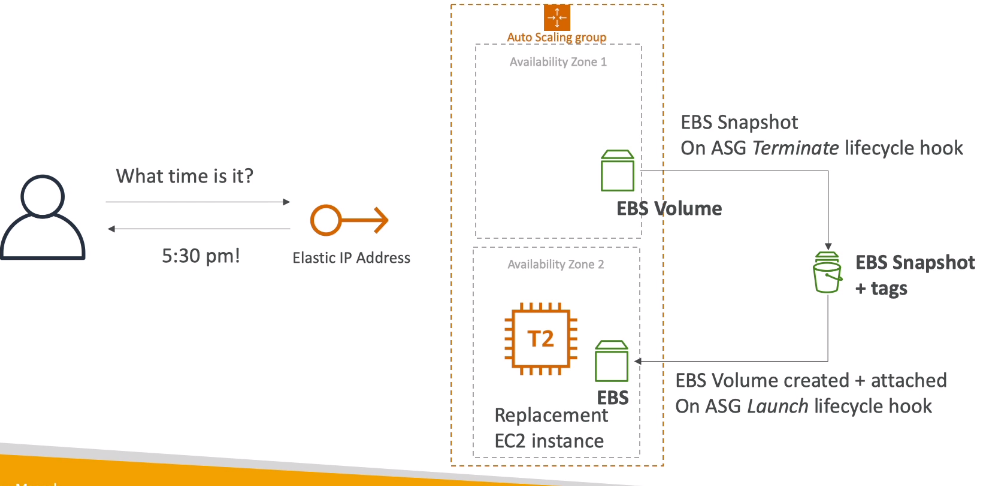 Auto Scaling group
Availability Zone 1
EBS Snapshot
On ASG Terminate lifecycle hook
What time is it?
EBS Volume
5:30 pm!
Elastic IP Address
Availability Zone 2
EBS Snapshot
+ tags
T2
EBS
EBS Volume created + attached
On ASG Launch lifecycle hook
Replacement
EC2 instance